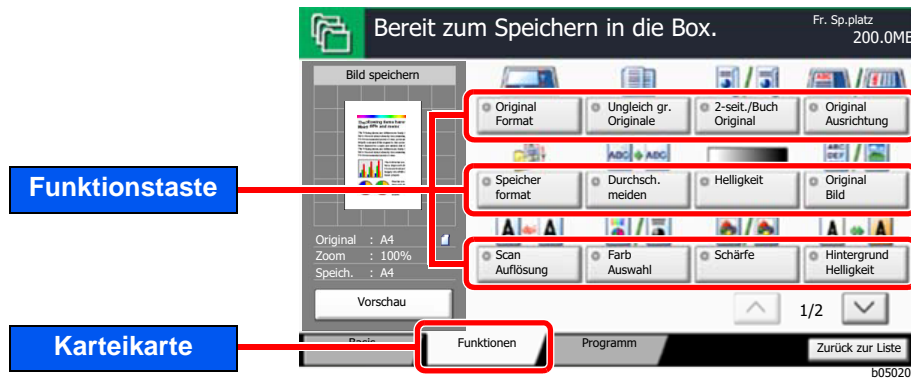 Bereit zum Speichern in die Box.
Fr. Sp.platz
200.0MB
Bild speichern
Original
Format
Ungleich gr.
Originale
2-seit./Buch
Original
Original
Ausrichtung
Funktionstaste
Speicher
format
Durchsch.
meiden
Helligkeit
Original
Bild
Original : A4
Zoom : 100%
Speich. : A4
Scan
Auflösung
Farb
Auswahl
Schärfe
Hintergrund
Helligkeit
Vorschau
1/2
Karteikarte
Basis
Funktionen
Programm
Zurück zur Liste
b05020